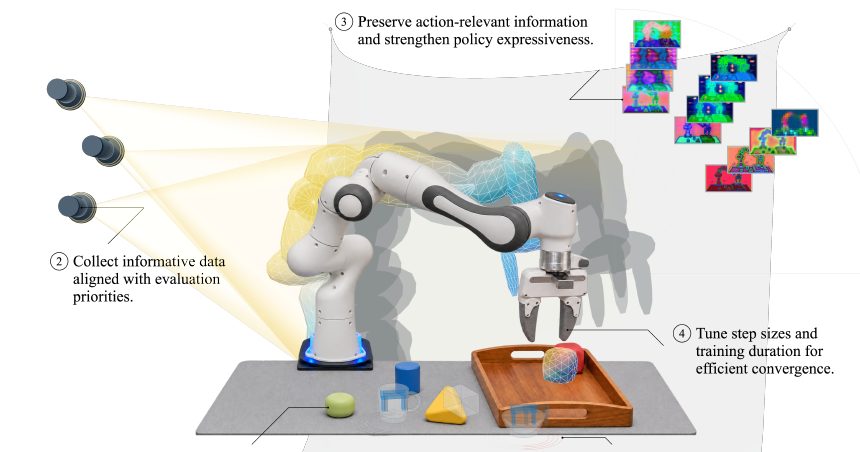 ③ Preserve action-relevant information
and strengthen policy expressiveness.
② Collect informative data
aligned with evaluation
priorities.
④ Tune step sizes and
training duration for
efficient convergence.